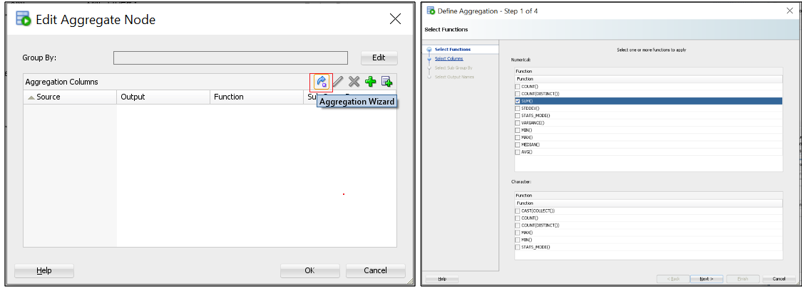 Edit Aggregate Node
Group By:
Edit
Aggregation Columns
Source Output Function Su
Aggregation Wizard
Help OK Cancel
Define Aggregation - Step 1 of 4
Select Functions
Select Functions
Select Columns
Select Sub Group By
Select Output Names
Select one or more functions to apply
Numerical:
Function
Function
COUNT()
COUNT(DISTINCT())
SUM()
STDDEV()
STATS_MODE()
VARIANCE()
MIN()
MAX()
MEDIAN()
AVG()
Character:
Function
Function
CAST(COLLECT())
COUNT()
COUNT(DISTINCT())
MAX()
MIN()
STATS_MODE()
Help < Back Next > Finish Cancel